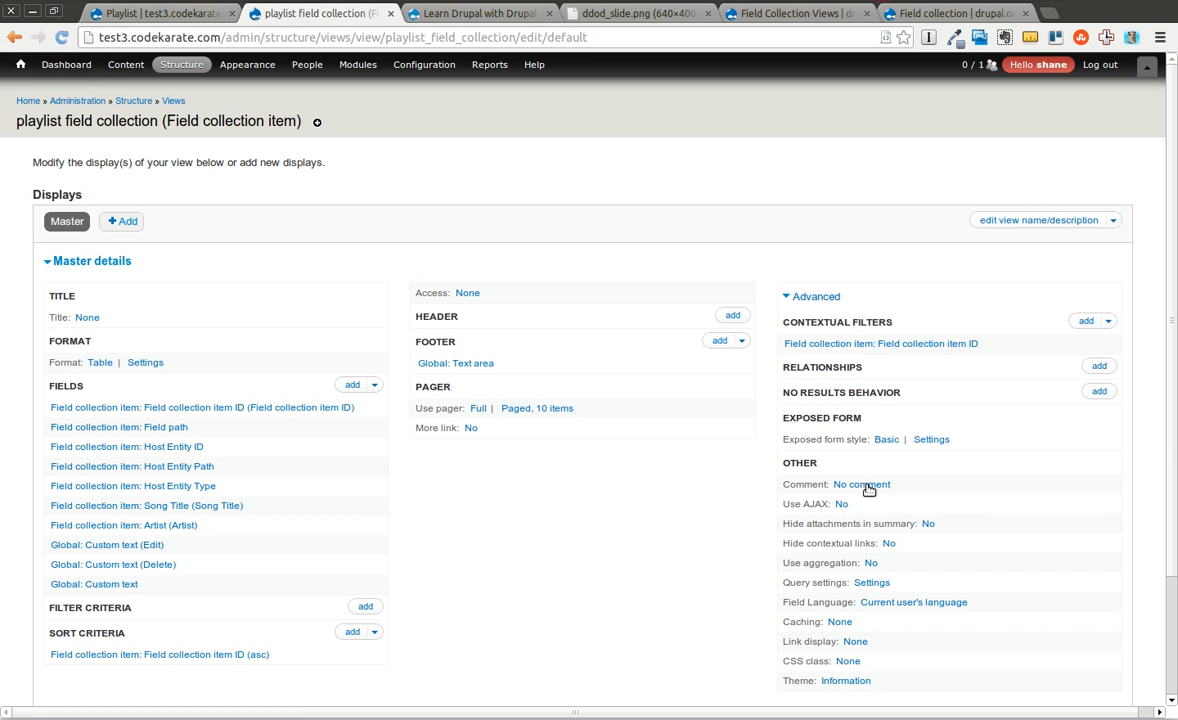 Playlist | test3.codekarate
playlist field collection (Fi
Learn Drupal with Drupa
ddod_slide.png (640×400
Field Collection Views | dr
Field collection | drupal.o
test3.codekarate.com/admin/structure/views/view/playlist_field_collection/edit/default
Dashboard Content Structure Appearance People Modules Configuration Reports Help 0 / 1 Hello shane Log out
Home » Administration » Structure » Views
playlist field collection (Field collection item)
Modify the display(s) of your view below or add new displays.
Displays
Master Add edit view name/description
Master details
TITLE
Title: None
FORMAT
Format: Table | Settings
FIELDS add
Field collection item: Field collection item ID (Field collection item ID)
Field collection item: Field path
Field collection item: Host Entity ID
Field collection item: Host Entity Path
Field collection item: Host Entity Type
Field collection item: Song Title (Song Title)
Field collection item: Artist (Artist)
Global: Custom text (Edit)
Global: Custom text (Delete)
Global: Custom text
FILTER CRITERIA add
SORT CRITERIA add
Field collection item: Field collection item ID (asc)
Access: None
HEADER add
FOOTER add
Global: Text area
PAGER
Use pager: Full | Paged, 10 items
More link: No
Advanced
CONTEXTUAL FILTERS add
Field collection item: Field collection item ID
RELATIONSHIPS add
NO RESULTS BEHAVIOR add
EXPOSED FORM
Exposed form style: Basic | Settings
OTHER
Comment: No comment
Use AJAX: No
Hide attachments in summary: No
Hide contextual links: No
Use aggregation: No
Query settings: Settings
Field Language: Current user's language
Caching: None
Link display: None
CSS class: None
Theme: Information